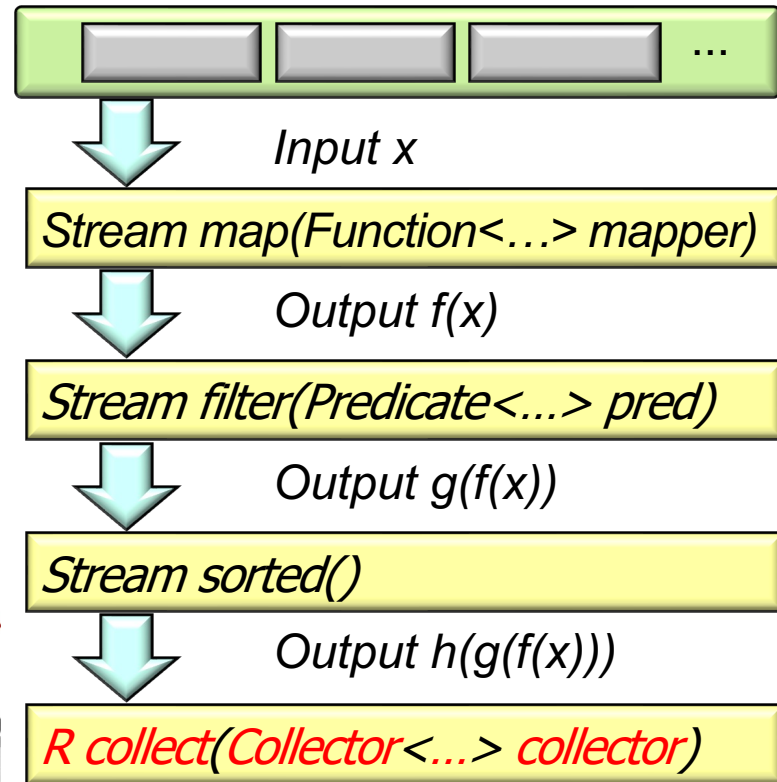 ...
Input x
Stream map(Function<…> mapper)
Output f(x)
Stream filter(Predicate<...> pred)
Output g(f(x))
Stream sorted()
Output h(g(f(x)))
R collect(Collector<...> collector)